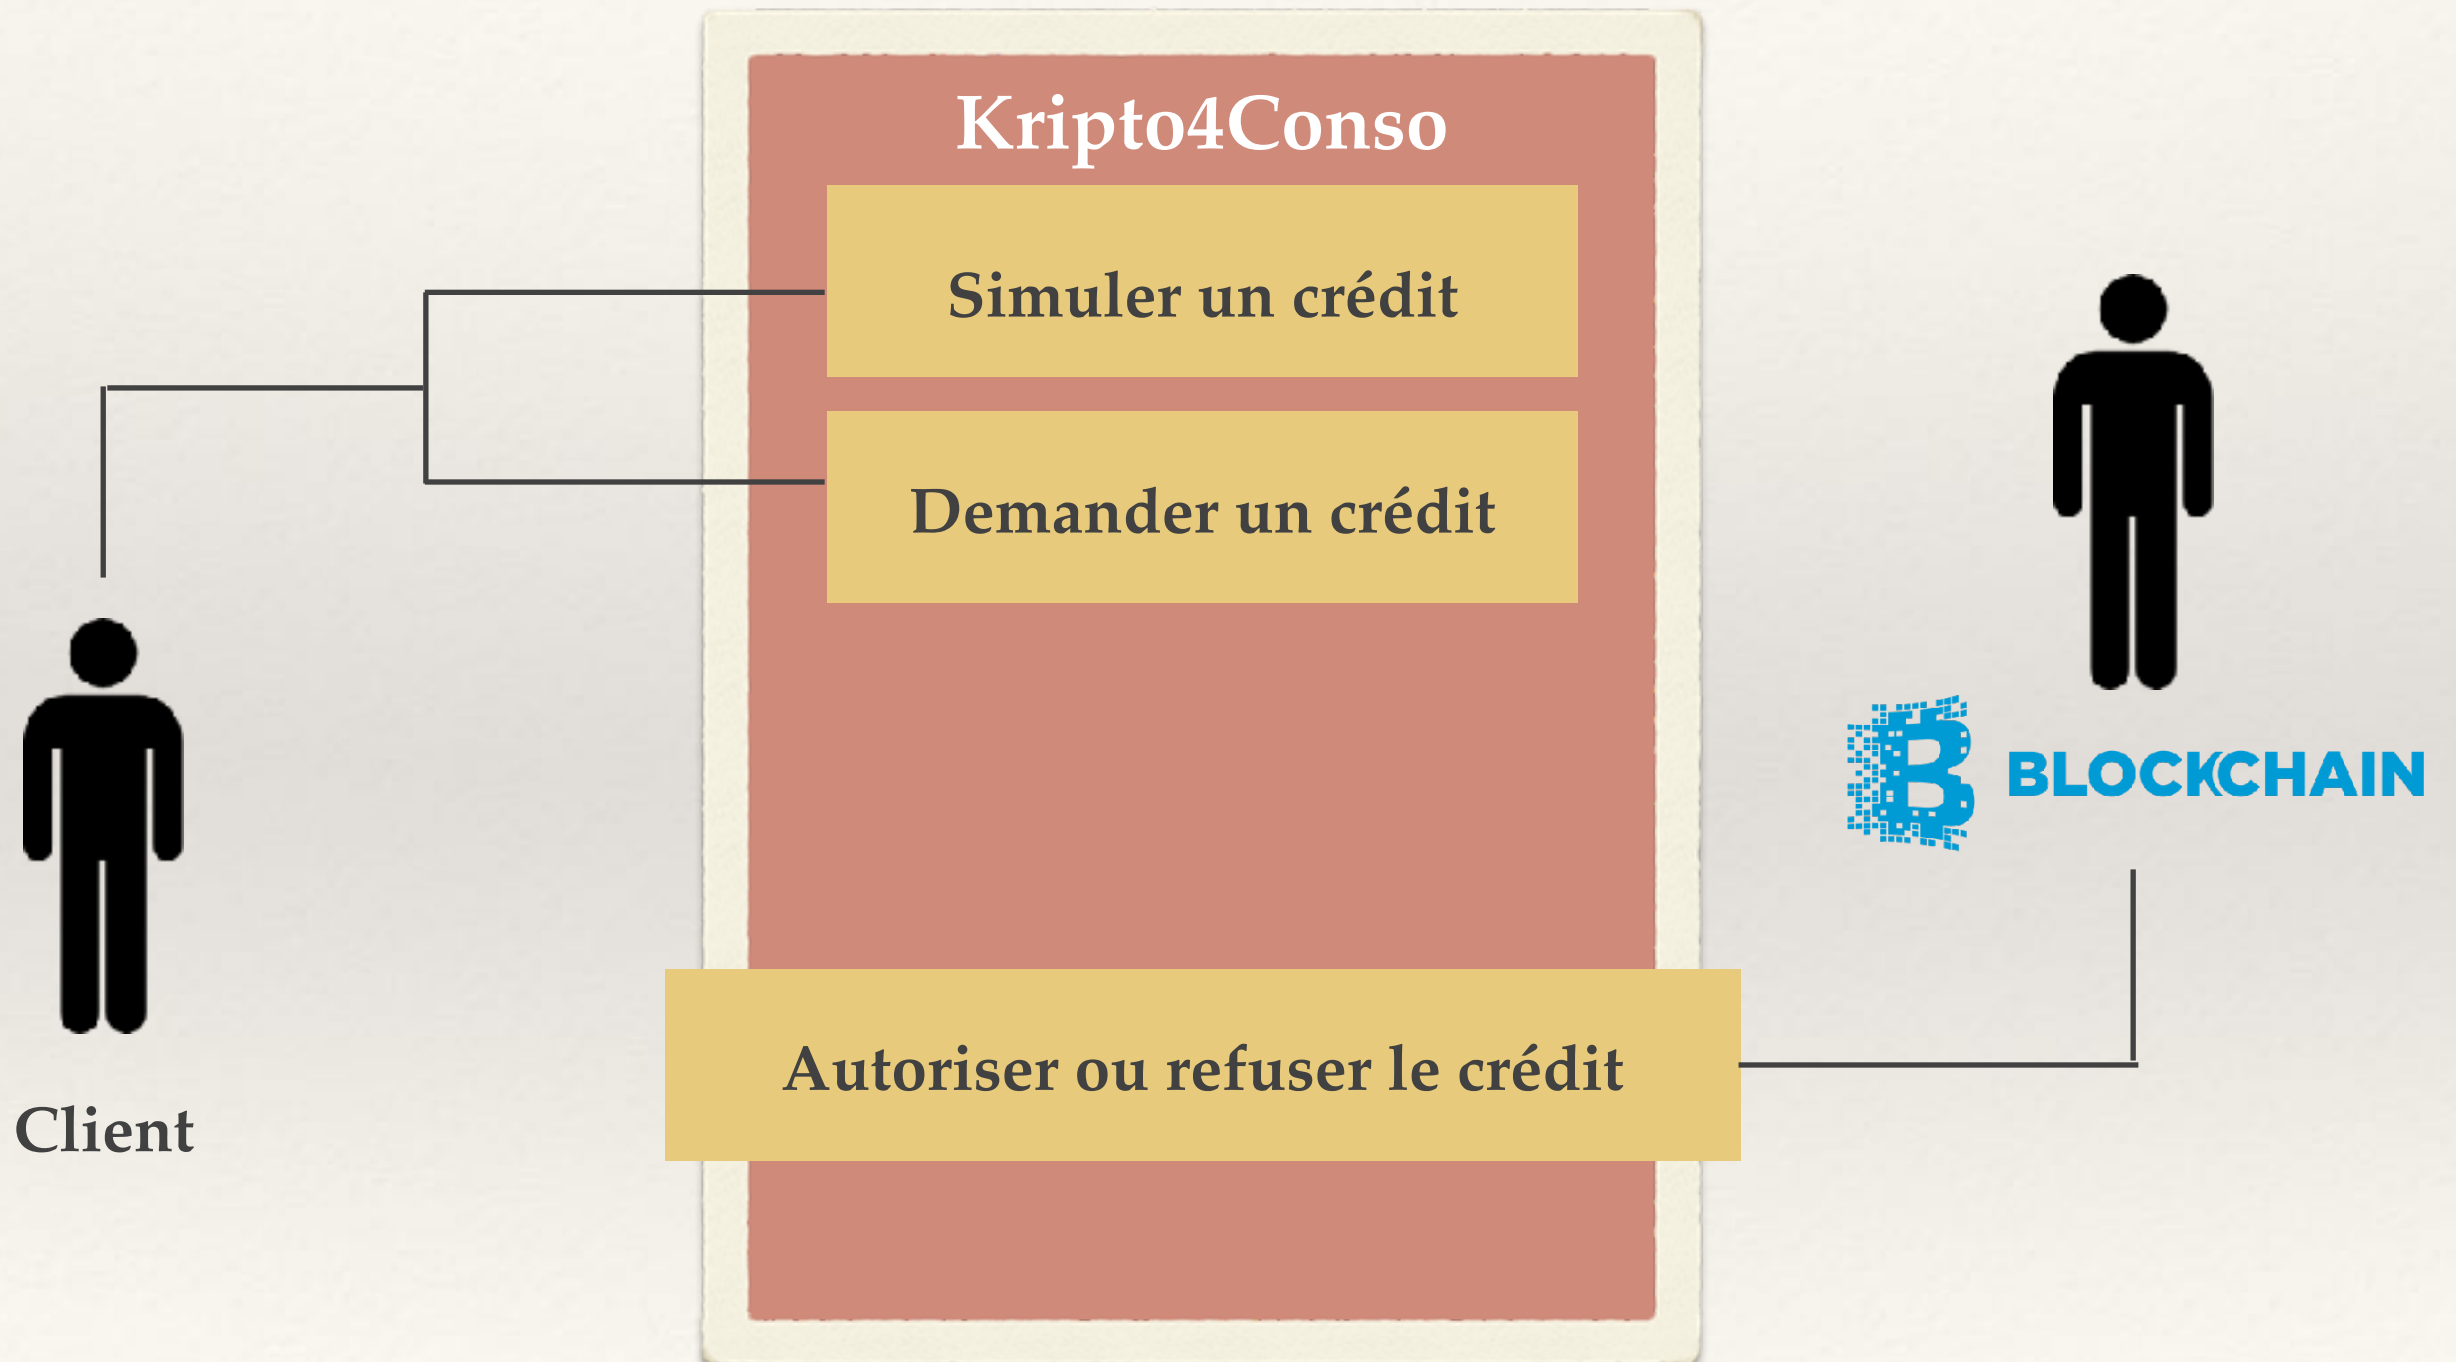 Kripto4Conso
Simuler un crédit
Demander un crédit
BLOCKCHAIN
Autoriser ou refuser le crédit
Client